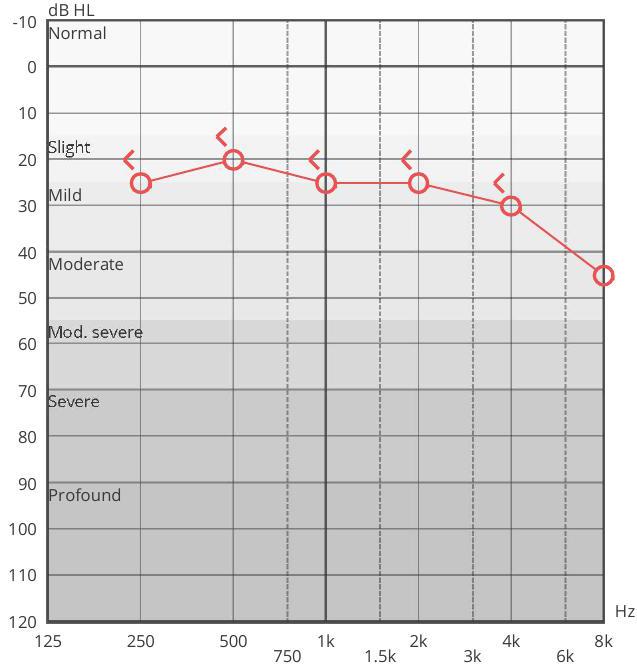 dB HL
-10
Normal
0
10
Slight
20
Mild
30
40
Moderate
50
Mod. severe
60
70
Severe
80
90
Profound
100
110
120
Hz
125 250 500 1k 2k 4k 8k
750 1.5k 3k 6k